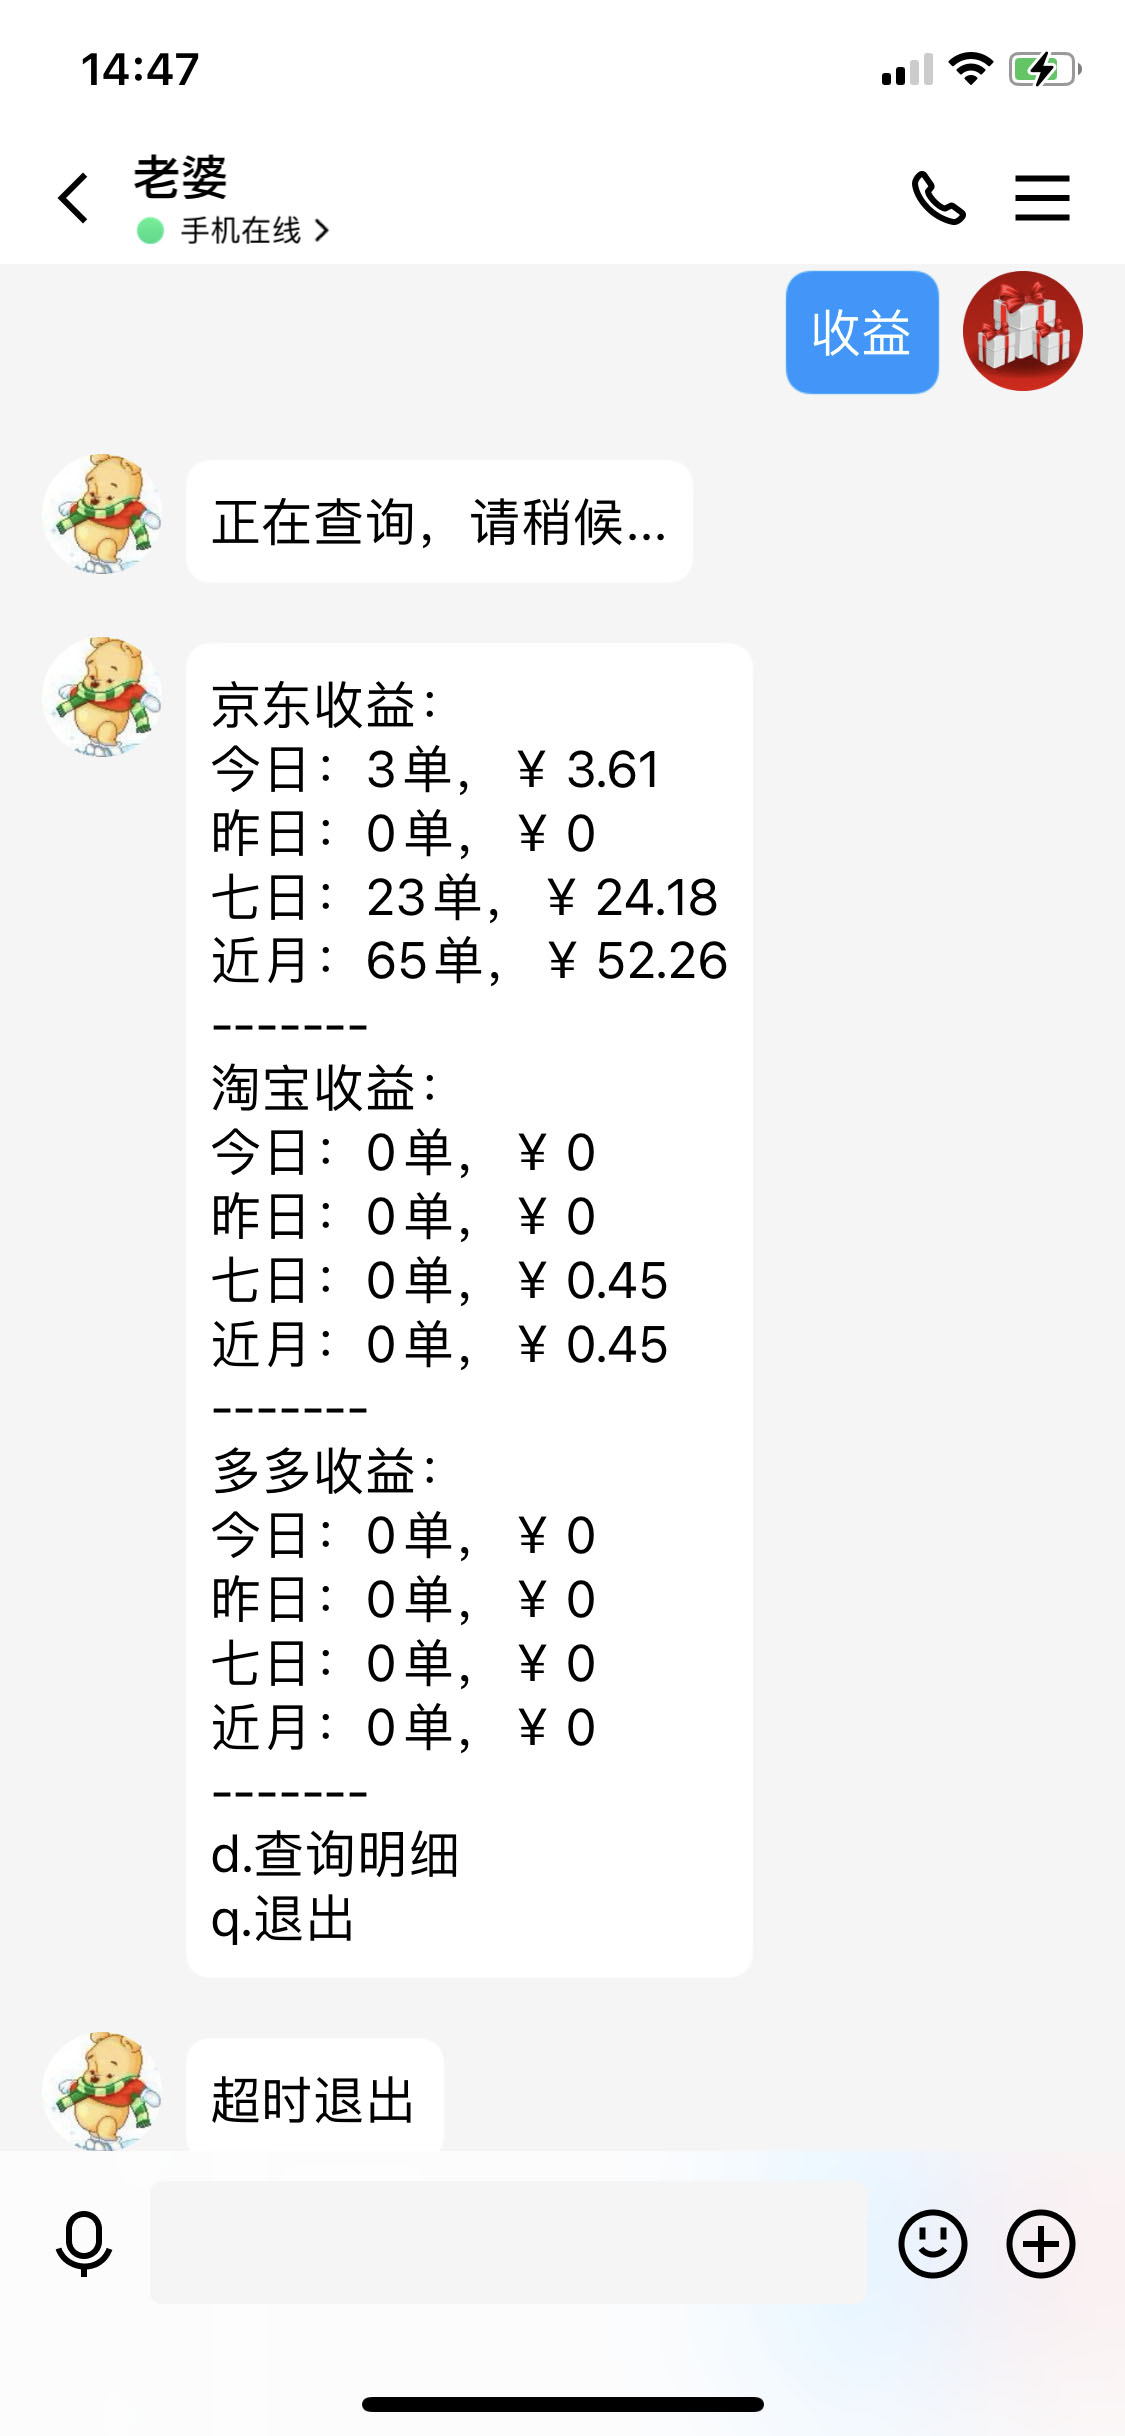 14:47
老婆
手机在线
收益
正在查询，请稍候...
京东收益：
今日：3单，￥3.61
昨日：0单，￥0
七日：23单，￥24.18
近月：65单，￥52.26
-------
淘宝收益：
今日：0单，￥0
昨日：0单，￥0
七日：0单，￥0.45
近月：0单，￥0.45
-------
多多收益：
今日：0单，￥0
昨日：0单，￥0
七日：0单，￥0
近月：0单，￥0
-------
d.查询明细
q.退出
超时退出